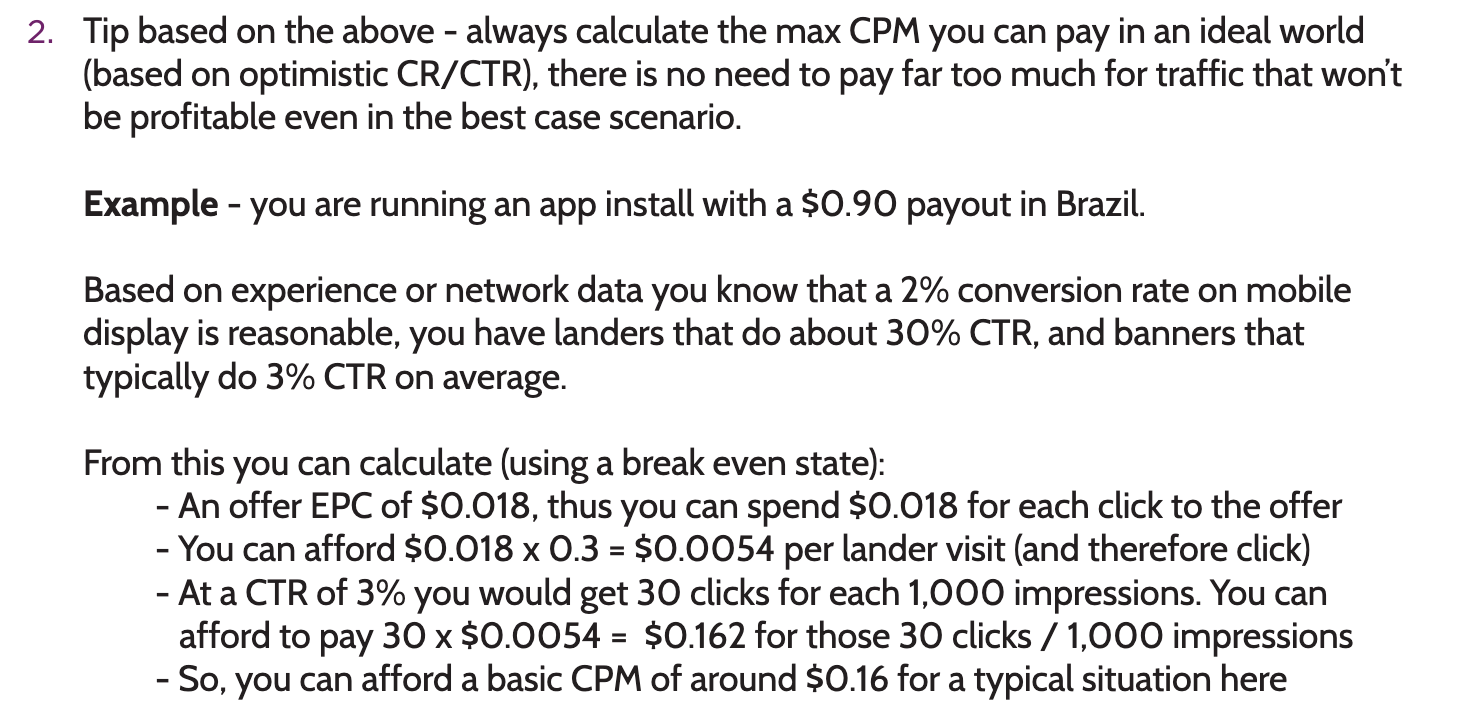 2. Tip based on the above - always calculate the max CPM you can pay in an ideal world
(based on optimistic CR/CTR), there is no need to pay far too much for traffic that won't
be profitable even in the best case scenario.
Example - you are running an app install with a $0.90 payout in Brazil.
Based on experience or network data you know that a 2% conversion rate on mobile
display is reasonable, you have landers that do about 30% CTR, and banners that
typically do 3% CTR on average.
From this you can calculate (using a break even state):
- An offer EPC of $0.018, thus you can spend $0.018 for each click to the offer
- You can afford $0.018 x 0.3 = $0.0054 per lander visit (and therefore click)
- At a CTR of 3% you would get 30 clicks for each 1,000 impressions. You can
afford to pay 30 x $0.0054 = $0.162 for those 30 clicks / 1,000 impressions
- So, you can afford a basic CPM of around $0.16 for a typical situation here